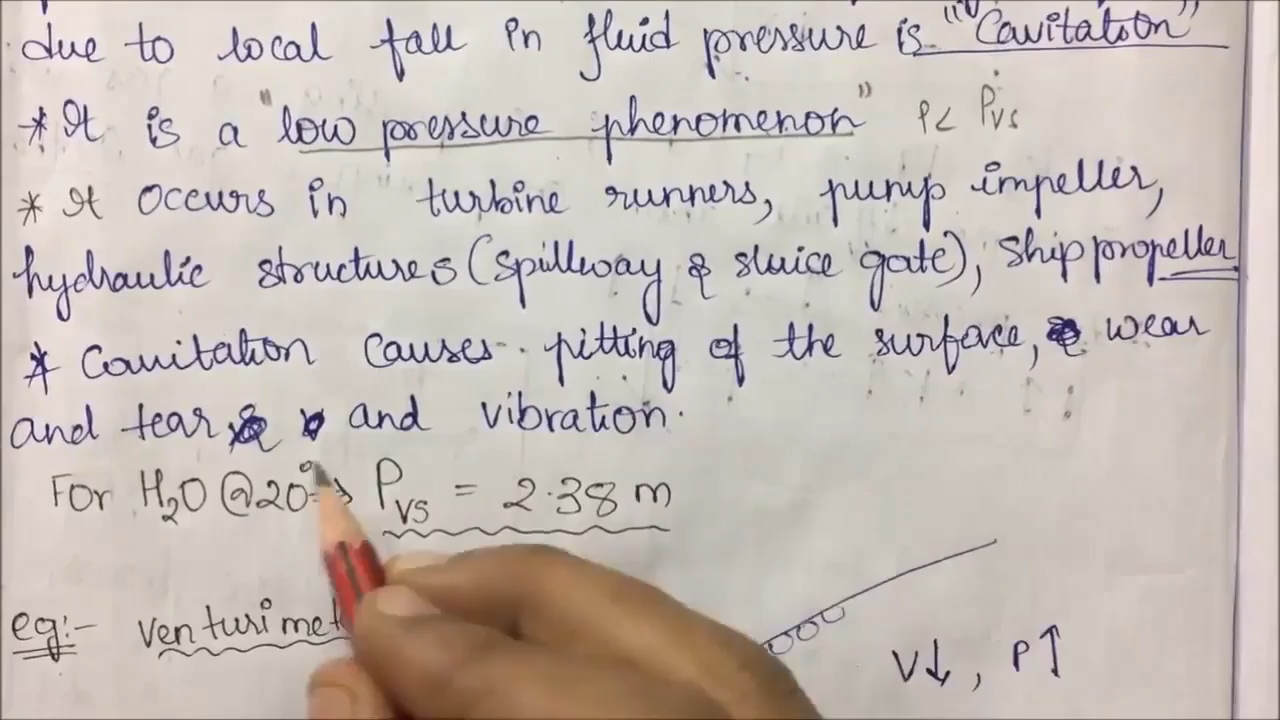 due to local fall in fluid pressure is "Cavitation"
* It is a "low pressure phenomenon" P< Pvs
* It occurs in turbine runners, pump impeller,
hydraulic structures (spillway & sluice gate), ship propeller
* Cavitation causes pitting of the surface, wear
and tear and vibration.
For H₂O @20° Pvs = 2.38 m
eg:- venturimet
V↓, P↑